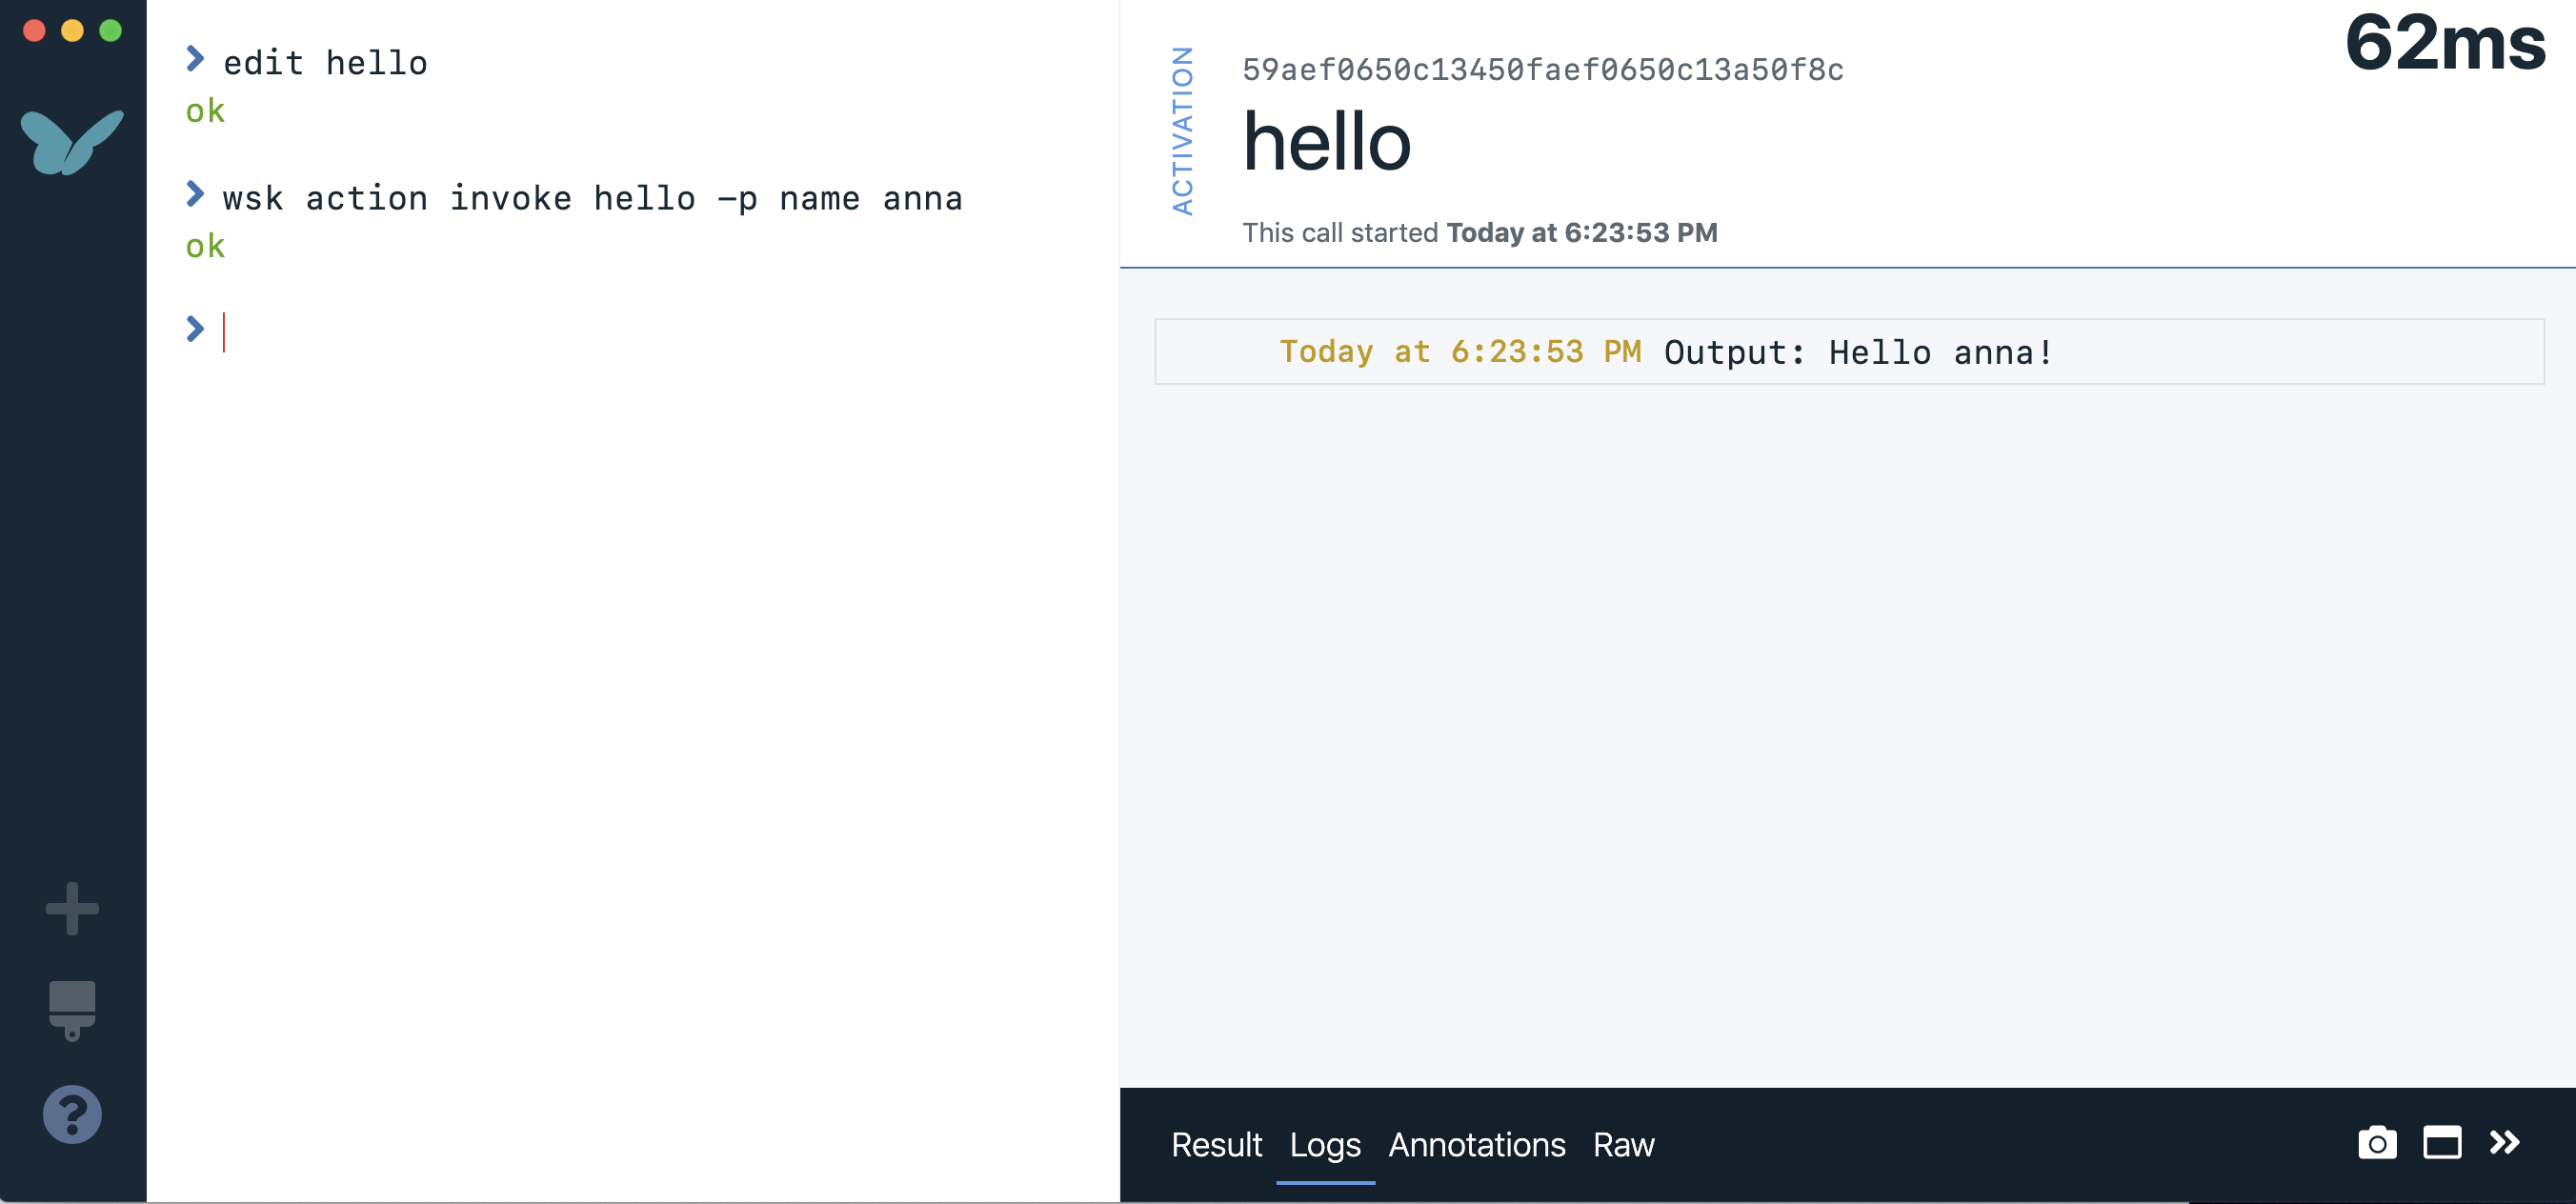 edit hello
ok
wsk action invoke hello -p name anna
ok
ACTIVATION
59aef0650c13450faef0650c13a50f8c
hello
This call started Today at 6:23:53 PM
62ms
Today at 6:23:53 PM Output: Hello anna!
Result Logs Annotations Raw